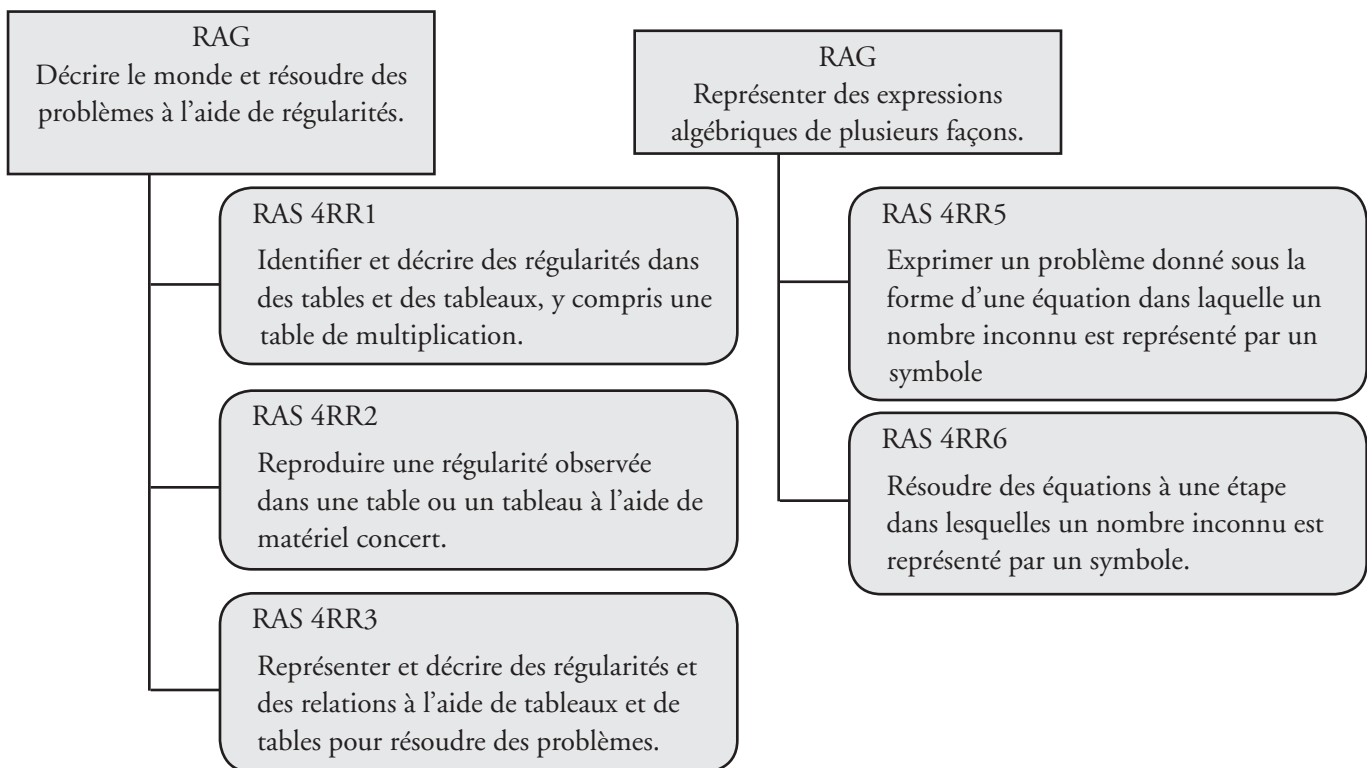 RAG
Décrire le monde et résoudre des
problèmes à l’aide de régularités.
RAS 4RR1
Identifier et décrire des régularités dans
des tables et des tableaux, y compris une
table de multiplication.
RAS 4RR2
Reproduire une régularité observée
dans une table ou un tableau à l’aide de
matériel concert.
RAS 4RR3
Représenter et décrire des régularités et
des relations à l’aide de tableaux et de
tables pour résoudre des problèmes.
RAG
Représenter des expressions
algébriques de plusieurs façons.
RAS 4RR5
Exprimer un problème donné sous la
forme d’une équation dans laquelle un
nombre inconnu est représenté par un
symbole
RAS 4RR6
Résoudre des équations à une étape
dans lesquelles un nombre inconnu est
représenté par un symbole.